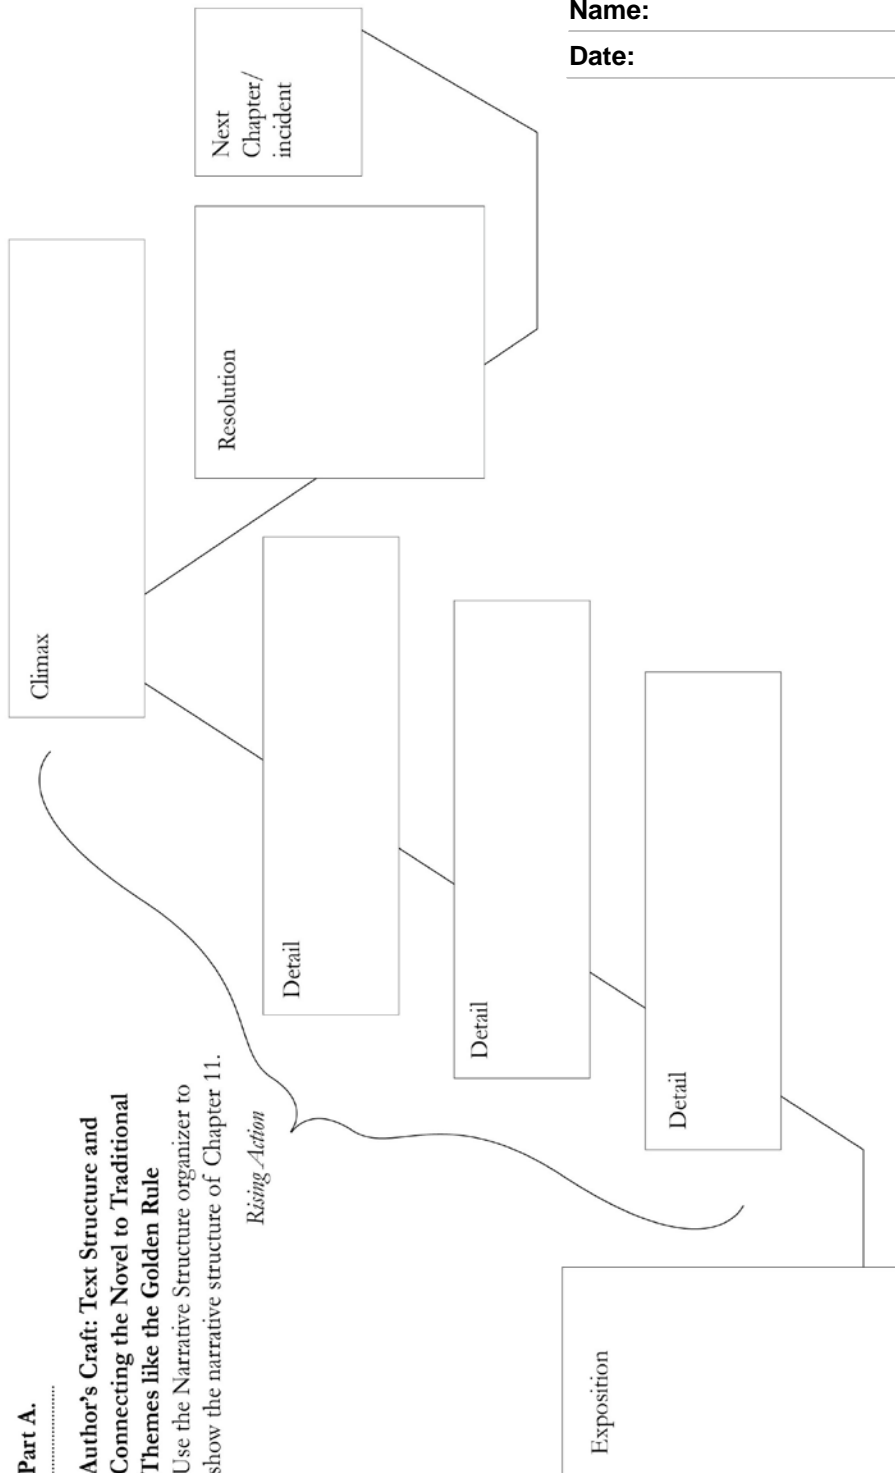 Name:
Date:
Part A.
Author's Craft: Text Structure and
Connecting the Novel to Traditional
Themes like the Golden Rule
Use the Narrative Structure organizer to
show the narrative structure of Chapter 11.
Rising Action
Exposition
Detail
Detail
Detail
Climax
Resolution
Next
Chapter/
incident